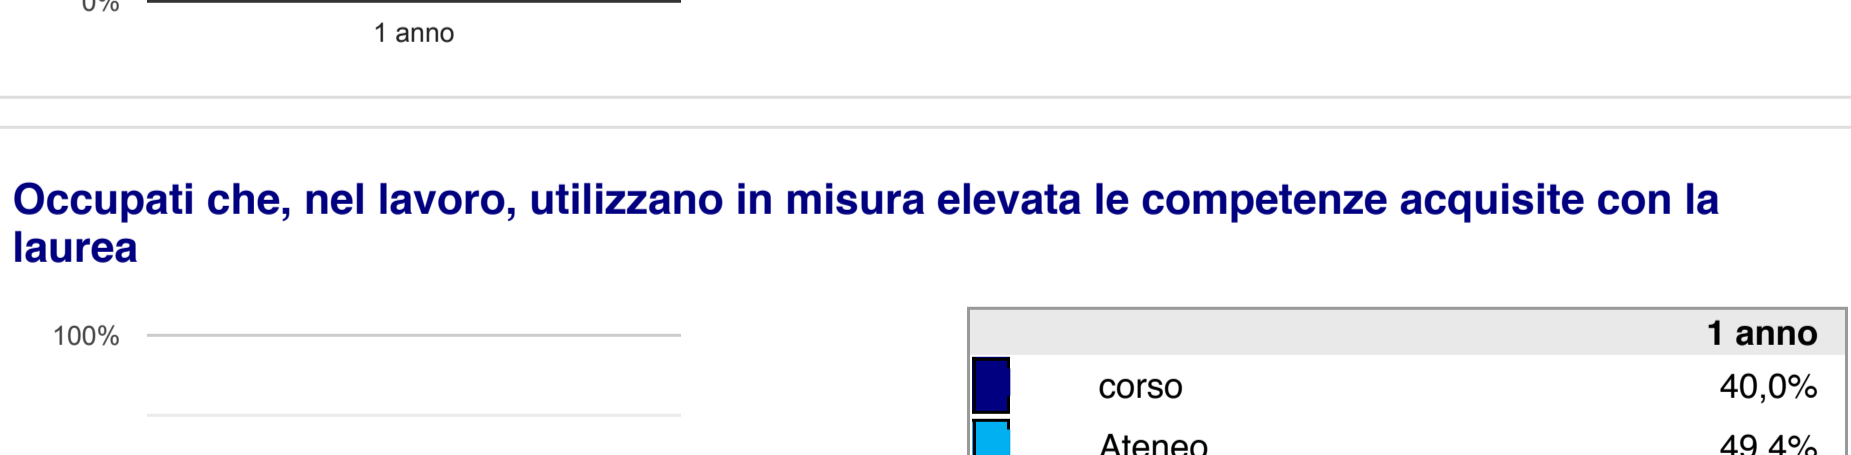 0%
1 anno
Occupati che, nel lavoro, utilizzano in misura elevata le competenze acquisite con la
laurea
100%
1 anno
corso 40,0%
Ateneo 49,4%